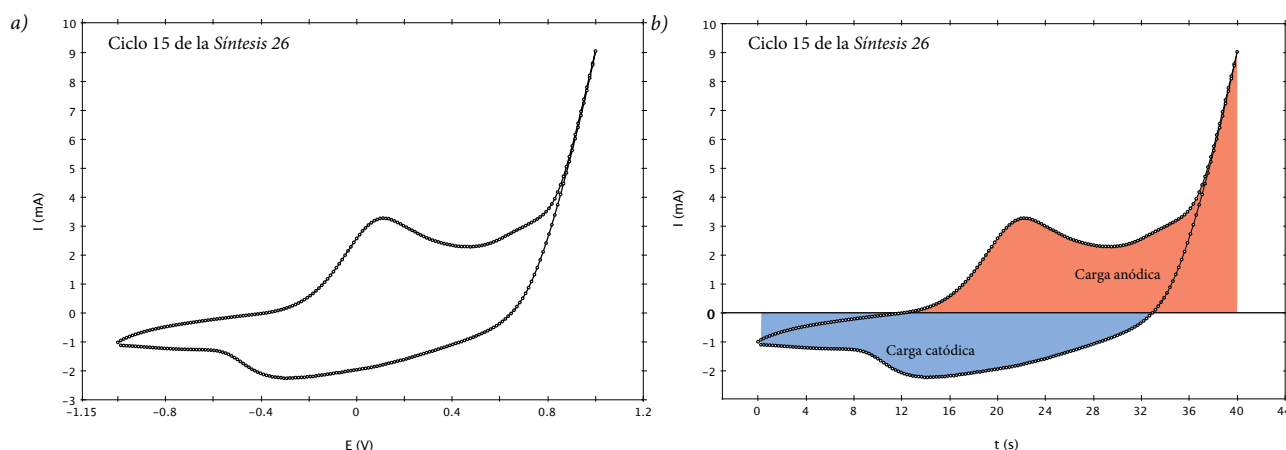 a)
Ciclo 15 de la Síntesis 26
10
9
8
7
6
5
4
3
2
1
0
−1
−2
−3
I (mA)
−1.15 −0.8 −0.4 0 0.4 0.8 1.2
E (V)
b)
Ciclo 15 de la Síntesis 26
10
9
8
7
6
5
4
3
2
1
0
−1
−2
I (mA)
Carga anódica
Carga catódica
0 4 8 12 16 20 24 28 32 36 40 44
t (s)